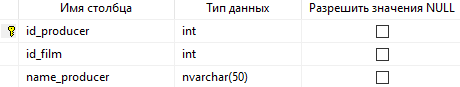 Имя столбца Тип данных Разрешить значения NULL
id_producer int
id_film int
name_producer nvarchar(50)